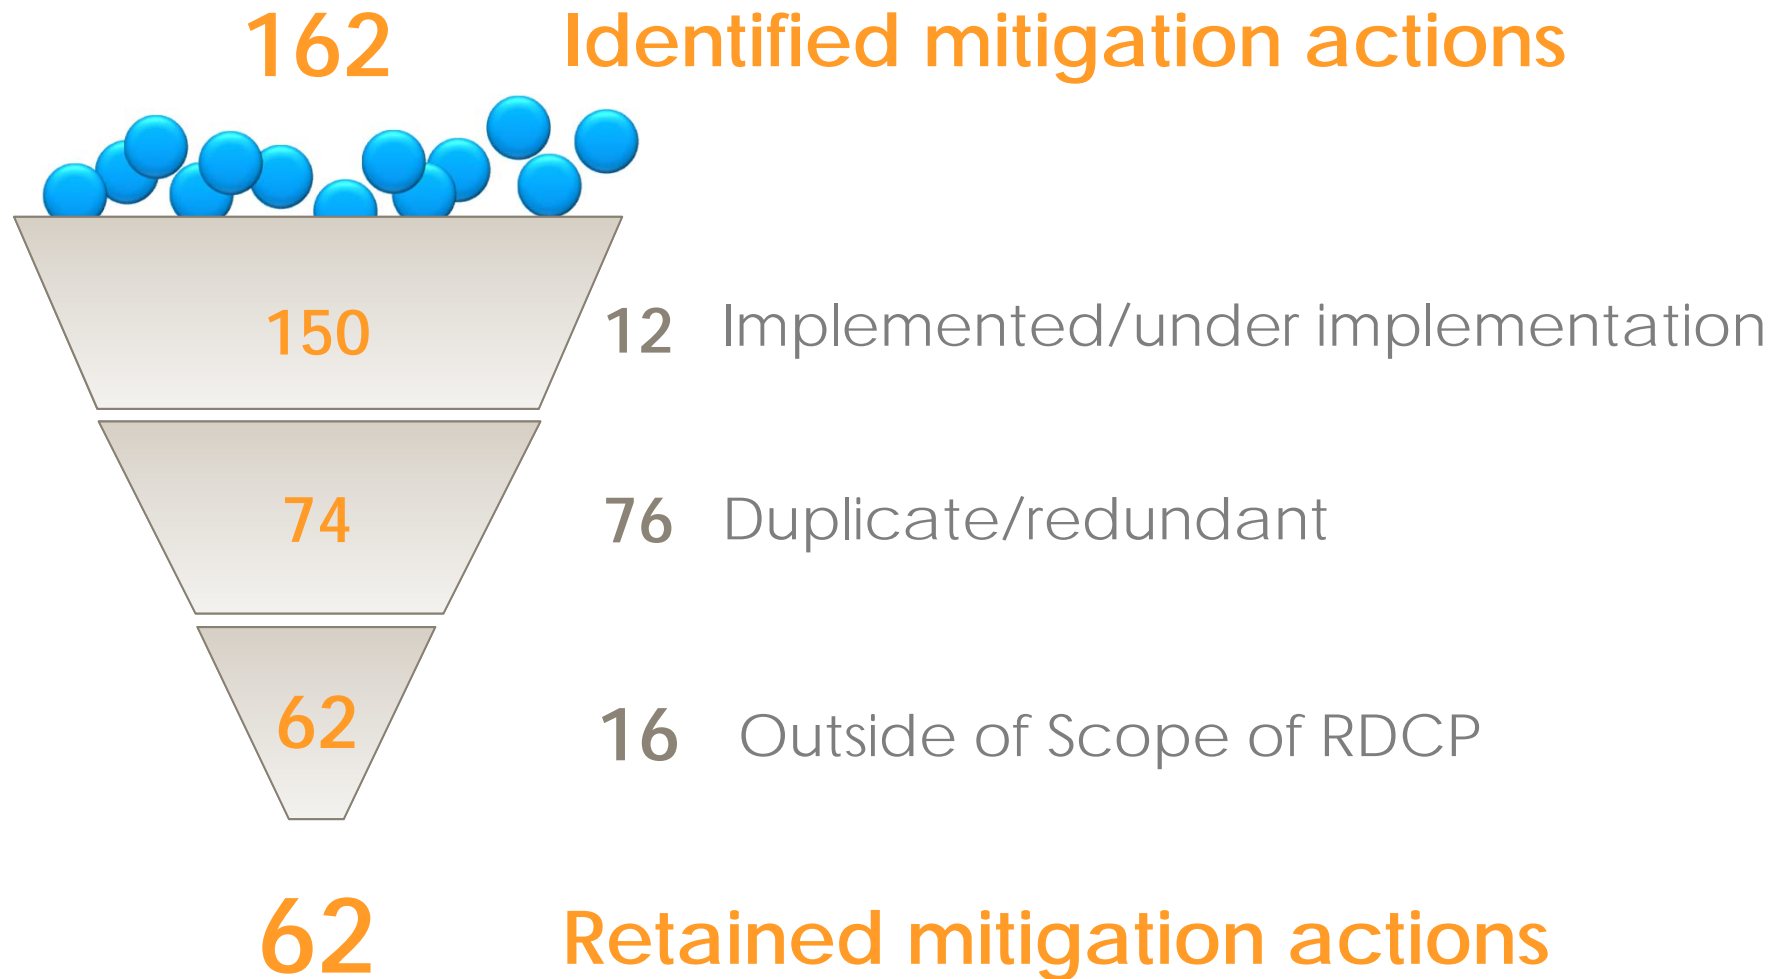 162 Identified mitigation actions
150 12 Implemented/under implementation
74 76 Duplicate/redundant
62 16 Outside of Scope of RDCP
62 Retained mitigation actions